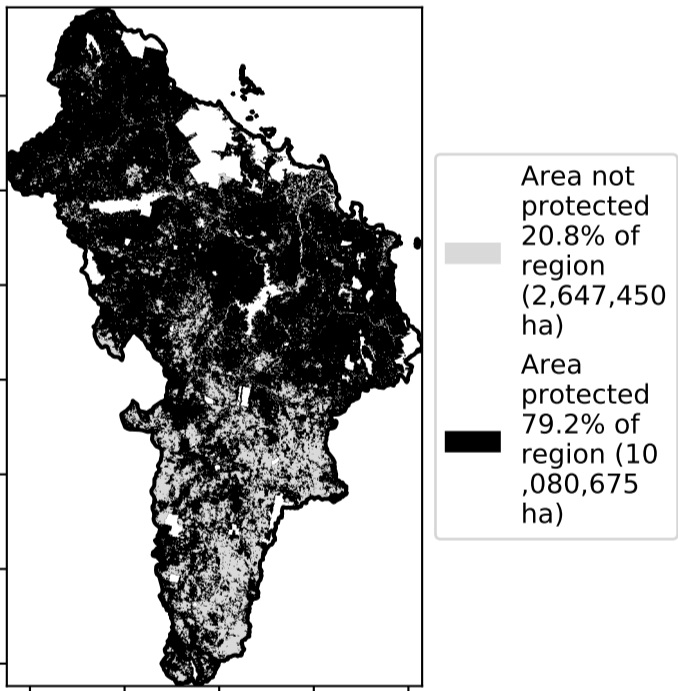 Area not
protected
20.8% of
region
(2,647,450
ha)
Area
protected
79.2% of
region (10
,080,675
ha)